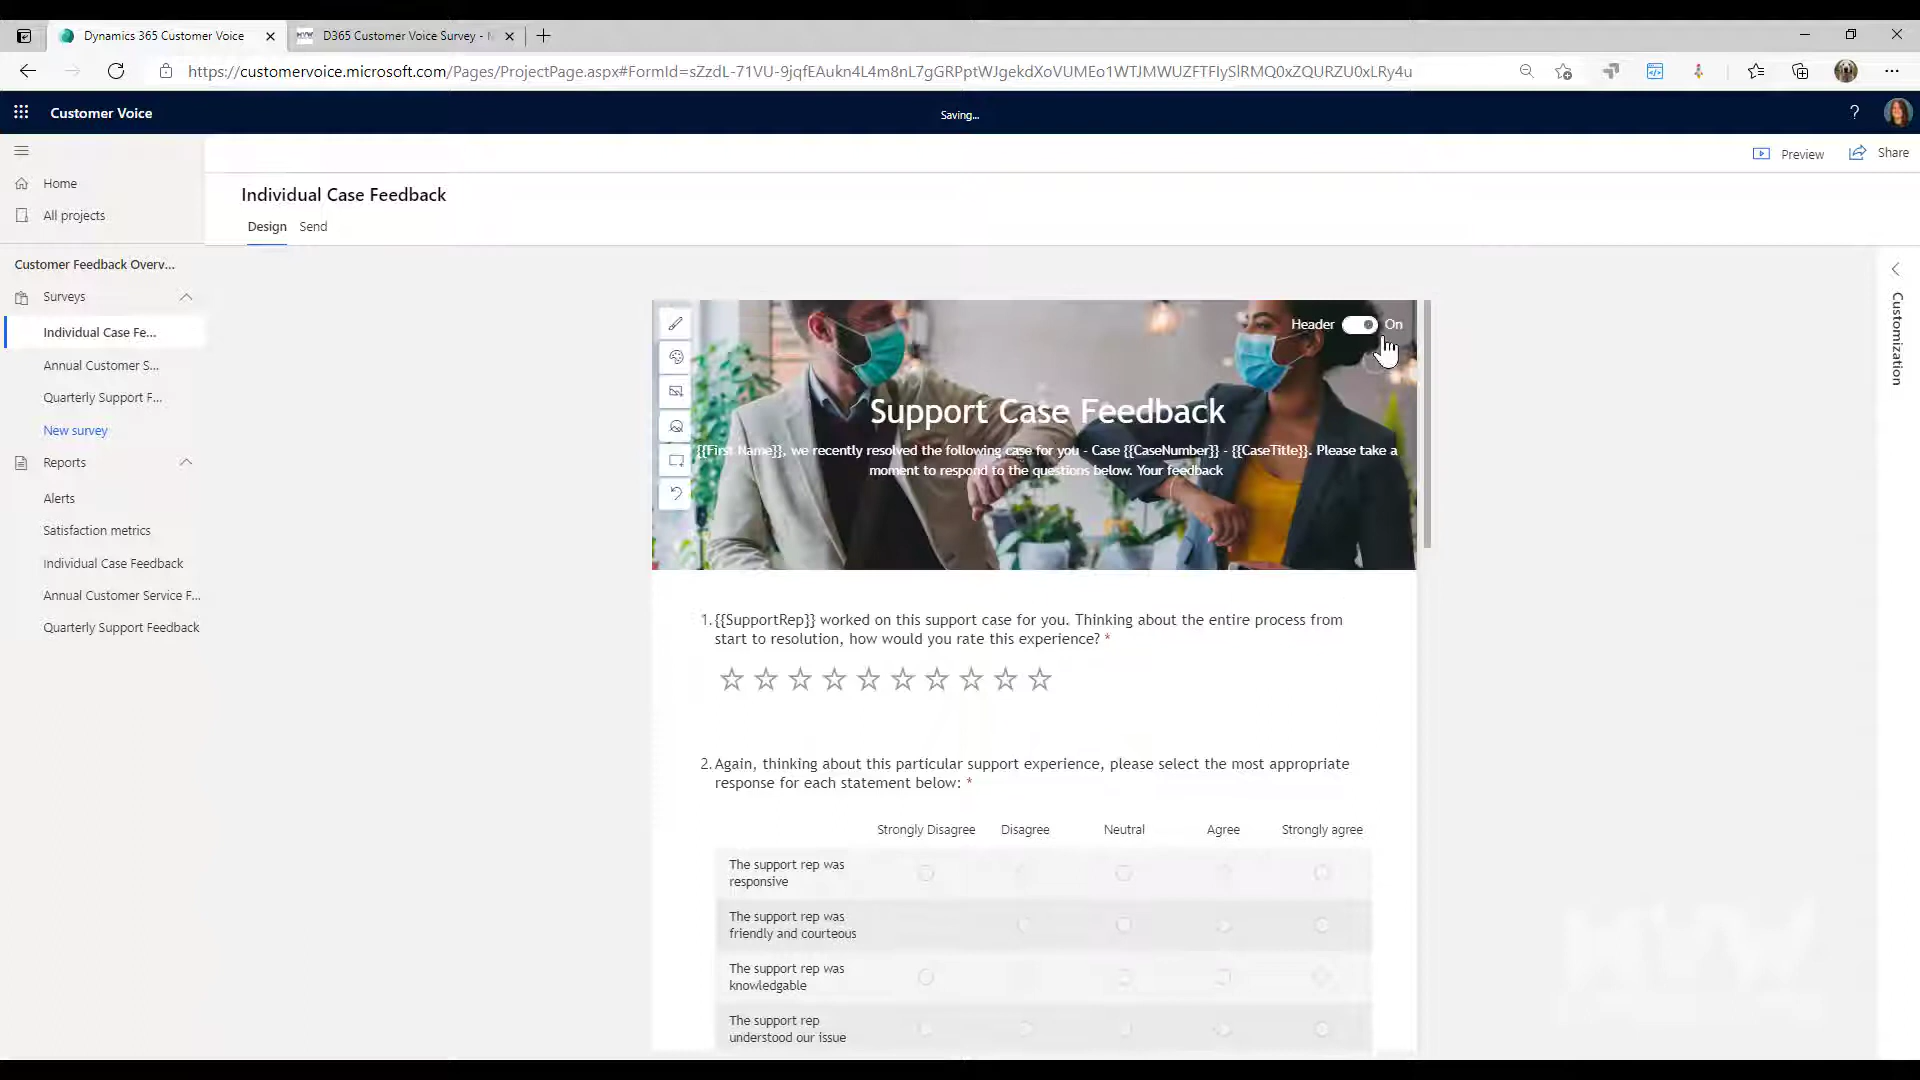 Dynamics 365 Customer Voice
D365 Customer Voice Survey -
https://customervoice.microsoft.com/Pages/ProjectPage.aspx#FormId=sZzdL-71VU-9jqfEAukn4L4m8nL7gGRPptWJgekdXoVUMEo1WTJMWUZFTFlySlRMQ0xZQURZU0xLRy4u
Customer Voice
Saving...
?
Preview
Share
Home
All projects
Individual Case Feedback
Design
Send
Customer Feedback Overv...
Surveys
Individual Case Fe...
Annual Customer S...
Quarterly Support F...
New survey
Reports
Alerts
Satisfaction metrics
Individual Case Feedback
Annual Customer Service F...
Quarterly Support Feedback
Customization
Header
On
Support Case Feedback
{{First Name}}, we recently resolved the following case for you - Case {{CaseNumber}} - {{CaseTitle}}. Please take a
moment to respond to the questions below. Your feedback
1. {{SupportRep}} worked on this support case for you. Thinking about the entire process from
start to resolution, how would you rate this experience? *
2. Again, thinking about this particular support experience, please select the most appropriate
response for each statement below: *
Strongly Disagree
Disagree
Neutral
Agree
Strongly agree
The support rep was
responsive
The support rep was
friendly and courteous
The support rep was
knowledgable
The support rep
understood our issue
MVW